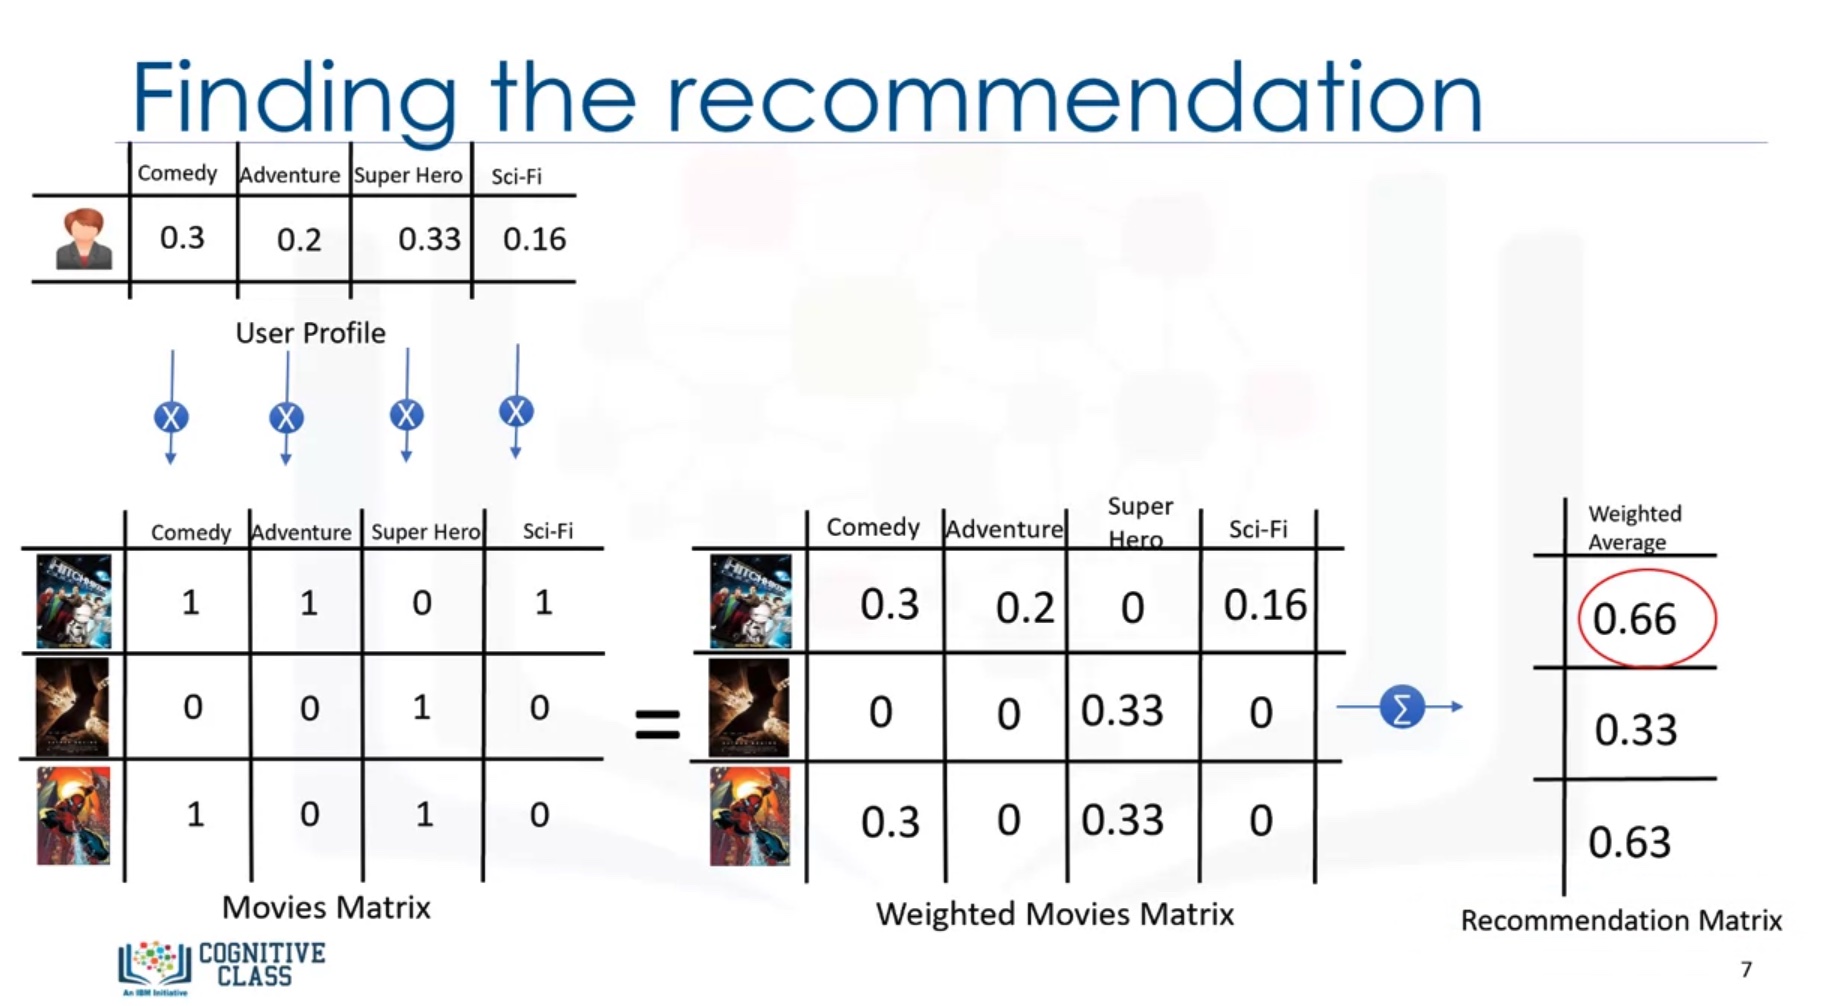 Finding the recommendation
Comedy Adventure Super Hero Sci-Fi
0.3 0.2 0.33 0.16
User Profile
X X X X
Comedy Adventure Super Hero Sci-Fi
1 1 0 1
0 0 1 0
1 0 1 0
Movies Matrix
=
Comedy Adventure Super Hero Sci-Fi
0.3 0.2 0 0.16
0 0 0.33 0
0.3 0 0.33 0
Weighted Movies Matrix
Σ
Weighted
Average
0.66
0.33
0.63
Recommendation Matrix
COGNITIVE
CLASS
An IBM Initiative
7